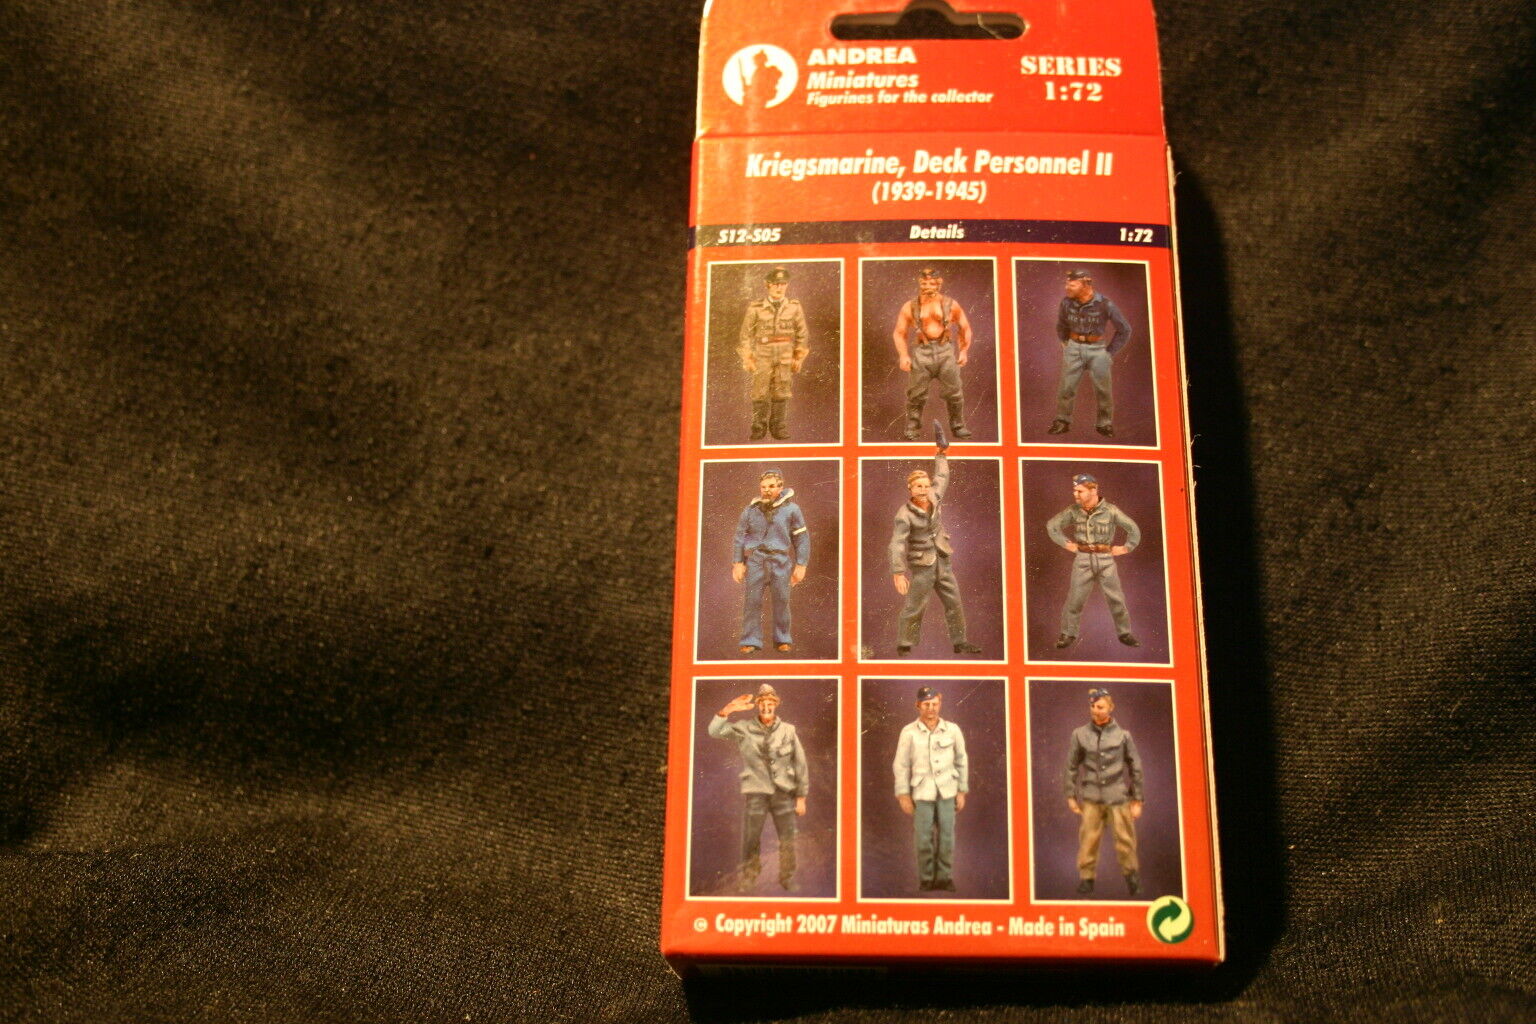 ANDREA
Miniatures
Figurines for the collector
SERIES
1:72
Kriegsmarine, Deck Personnel II
(1939-1945)
S12-S05 Details 1:72
© Copyright 2007 Miniaturas Andrea - Made in Spain